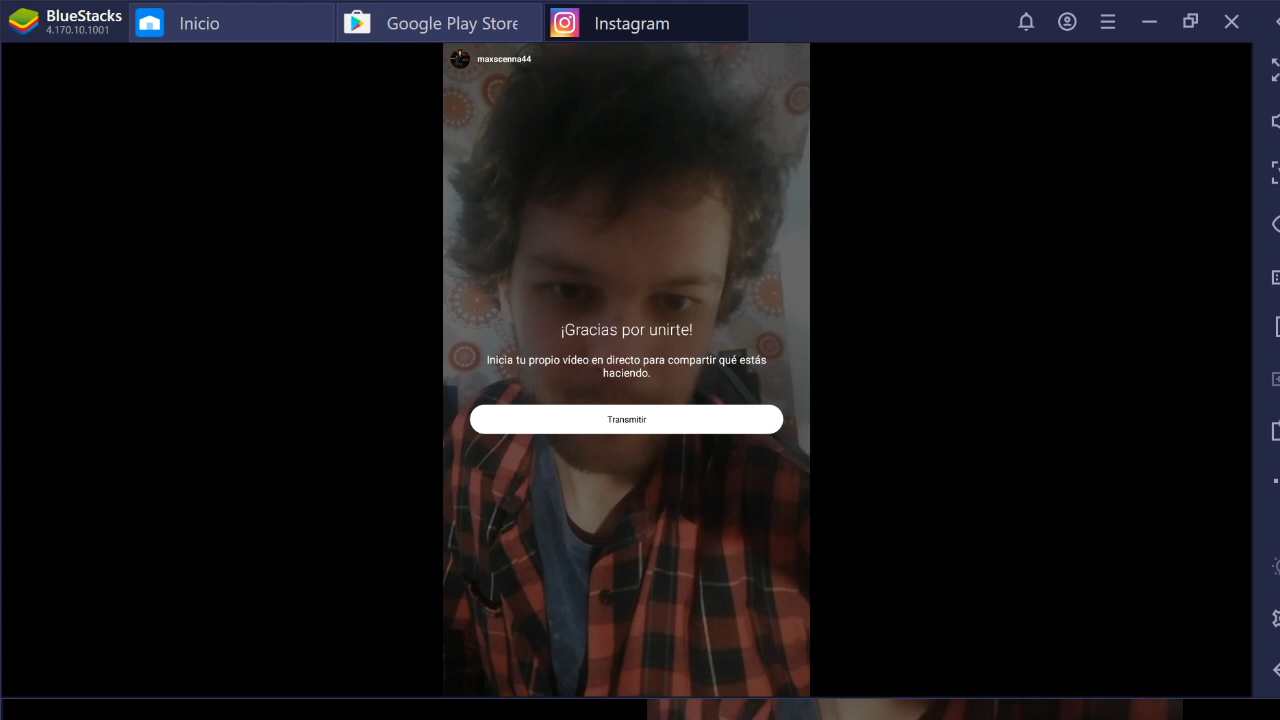 BlueStacks
4.170.10.1001
Inicio
Google Play Store
Instagram
maxscenna44
¡Gracias por unirte!
Inicia tu propio vídeo en directo para compartir qué estás
haciendo.
Transmitir